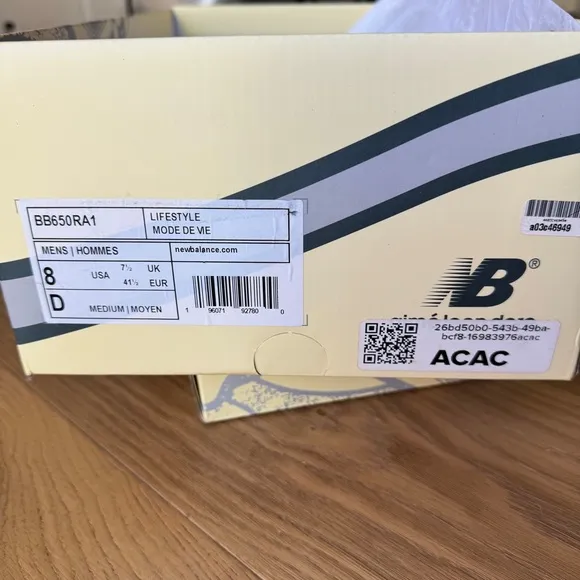 BB650RA1
LIFESTYLE
MODE DE VIE
MENS | HOMMES
newbalance.com
8 USA 7½ UK
41½ EUR
D MEDIUM | MOYEN
1 96071 92780 0
a03c46949
NB®
26bd50b0-543b-49ba-
bcf8-16983976acac
ACAC